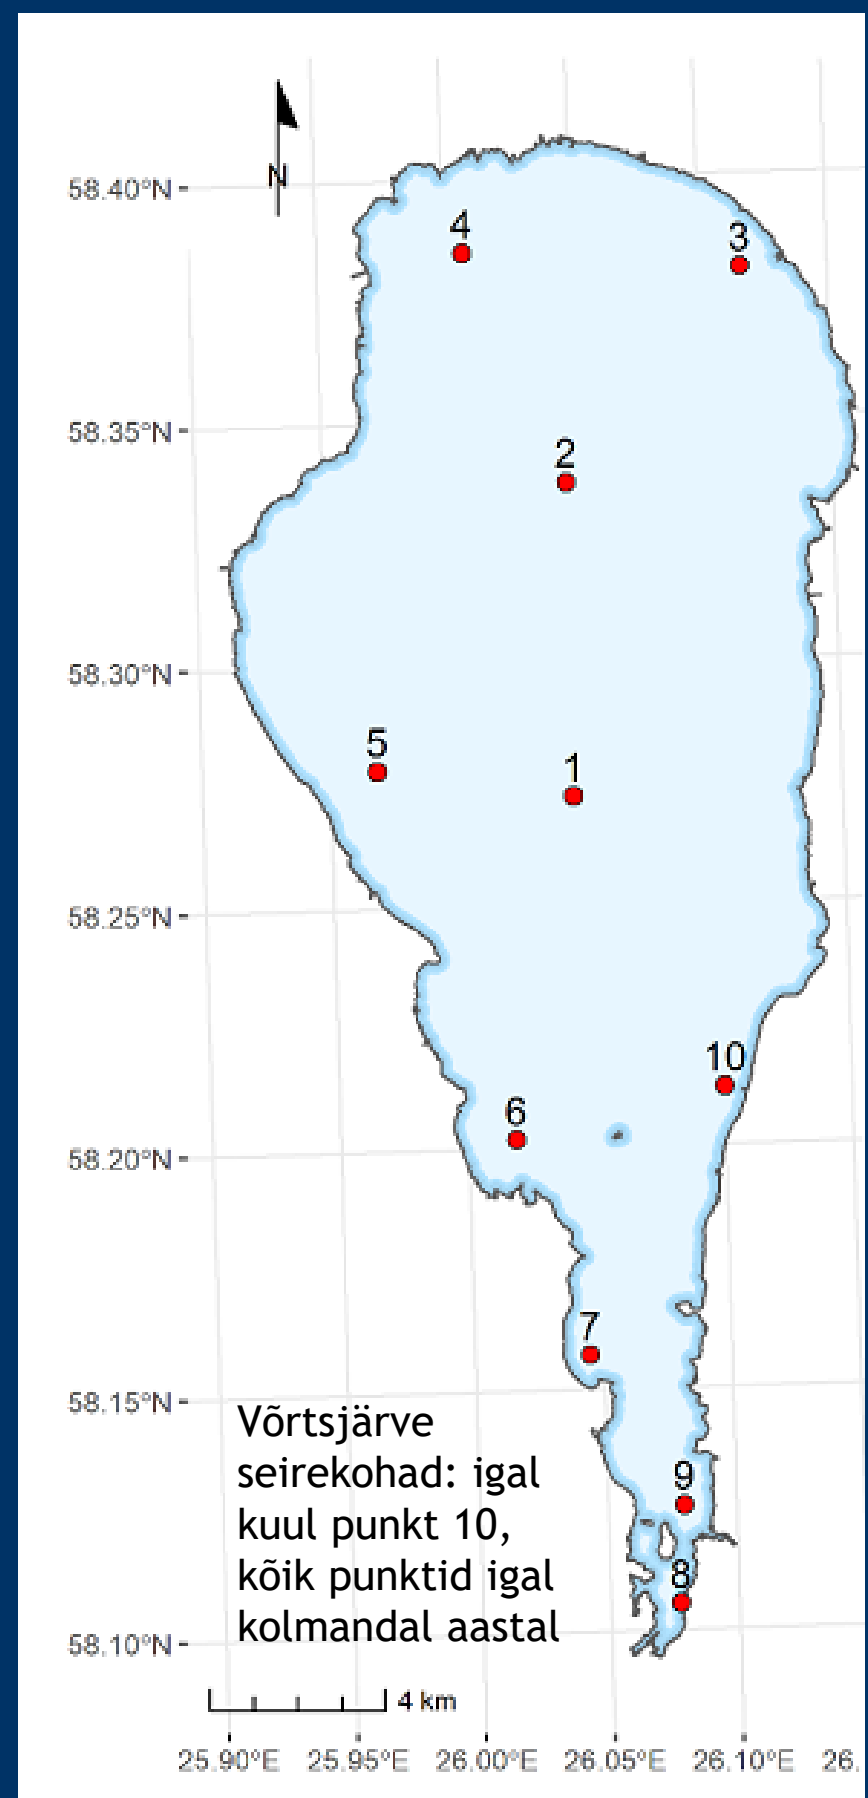 N
58.40°N
4
3
58.35°N
2
58.30°N
5
1
58.25°N
10
6
58.20°N
7
58.15°N
Võrtsjärve
seirekohad: igal
kuul punkt 10,
kõik punktid igal
kolmandal aastal
9
8
58.10°N
4 km
25.90°E 25.95°E 26.00°E 26.05°E 26.10°E 26.